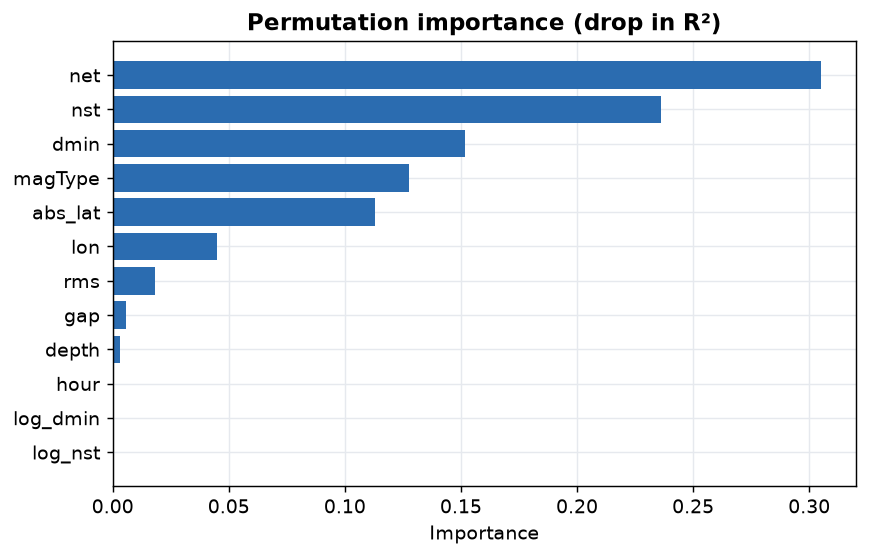 Permutation importance (drop in R²)
net
nst
dmin
magType
abs_lat
lon
rms
gap
depth
hour
log_dmin
log_nst
0.00 0.05 0.10 0.15 0.20 0.25 0.30
Importance